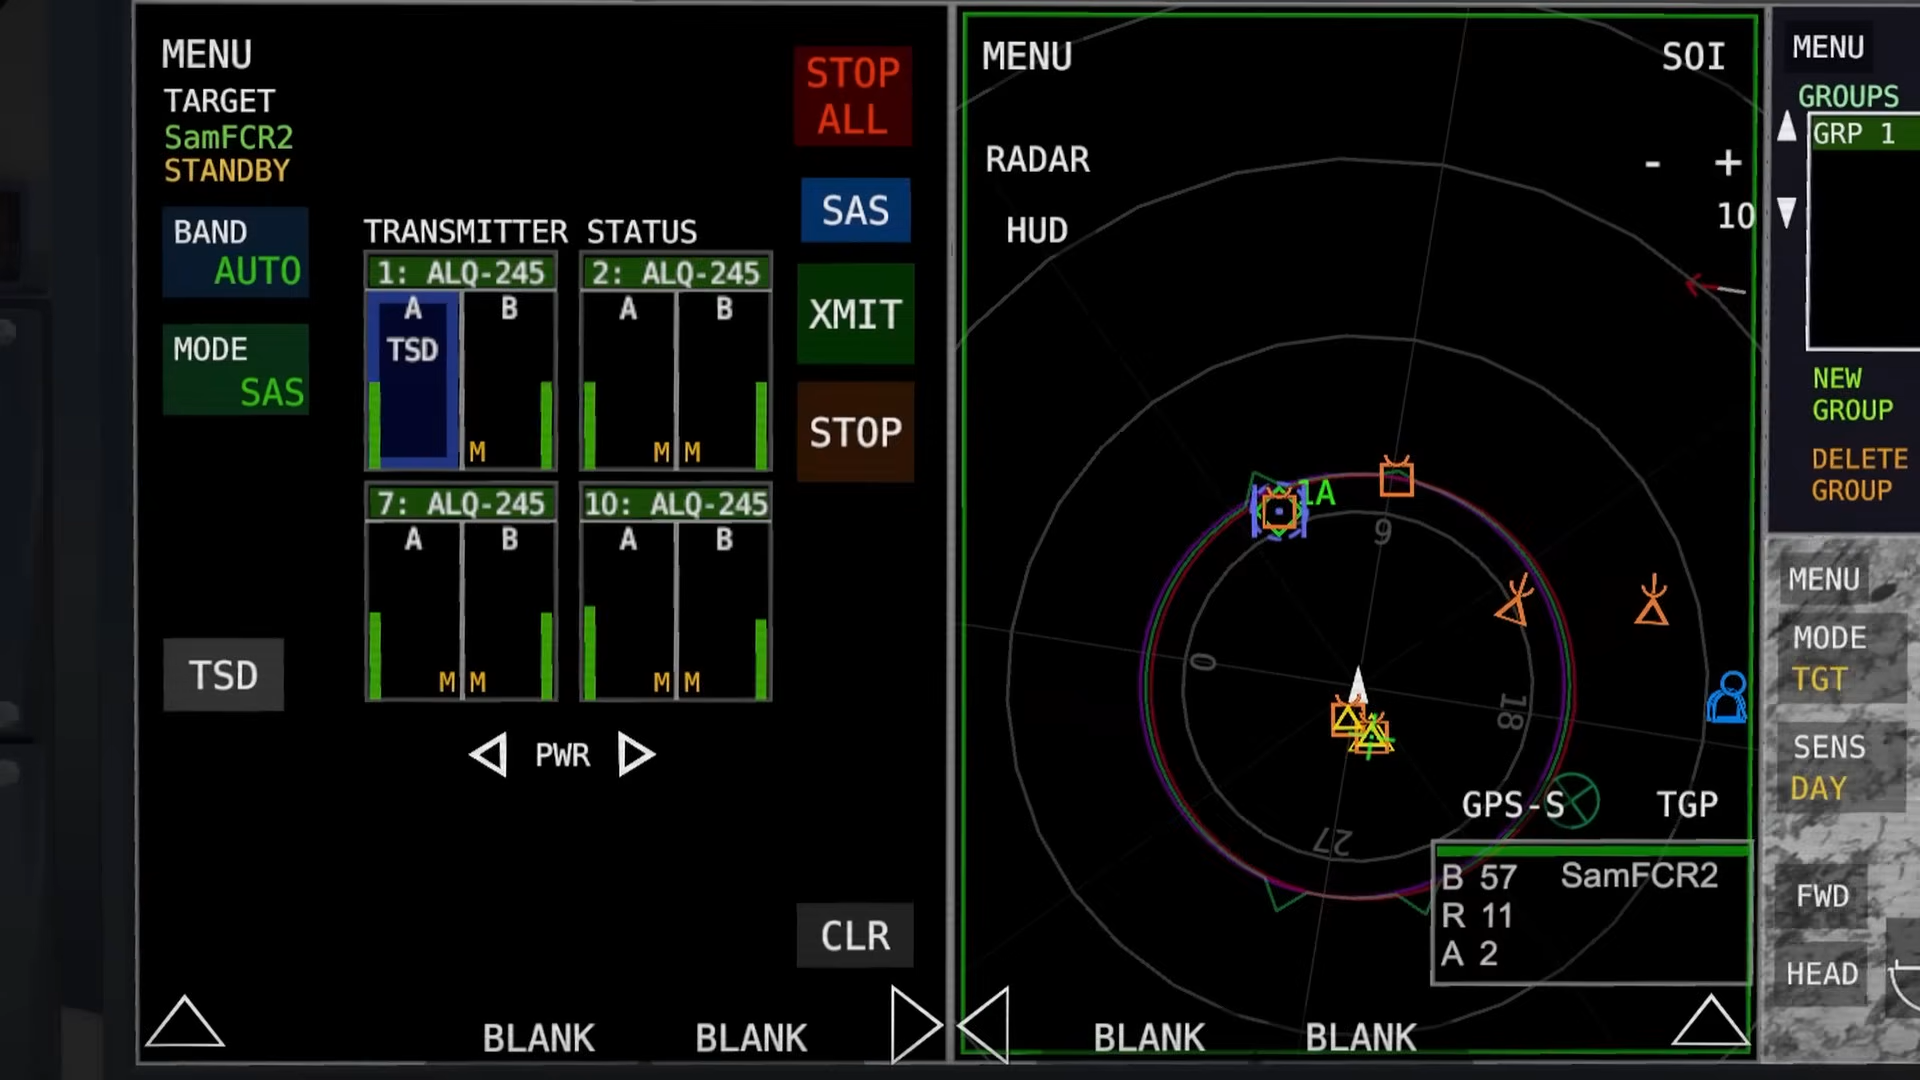 MENU
TARGET
SamFCR2
STANDBY
BAND
AUTO
MODE
SAS
TSD
TRANSMITTER STATUS
1: ALQ-245
A B
TSD
M
2: ALQ-245
A B
M M
7: ALQ-245
A B
M M
10: ALQ-245
A B
M M
PWR
STOP
ALL
SAS
XMIT
STOP
CLR
BLANK BLANK
MENU
SOI
RADAR
- +
HUD
10
1A
9
0
18
27
GPS-S
TGP
B 57 SamFCR2
R 11
A 2
BLANK BLANK
MENU
GROUPS
GRP 1
NEW
GROUP
DELETE
GROUP
MENU
MODE
TGT
SENS
DAY
FWD
HEAD